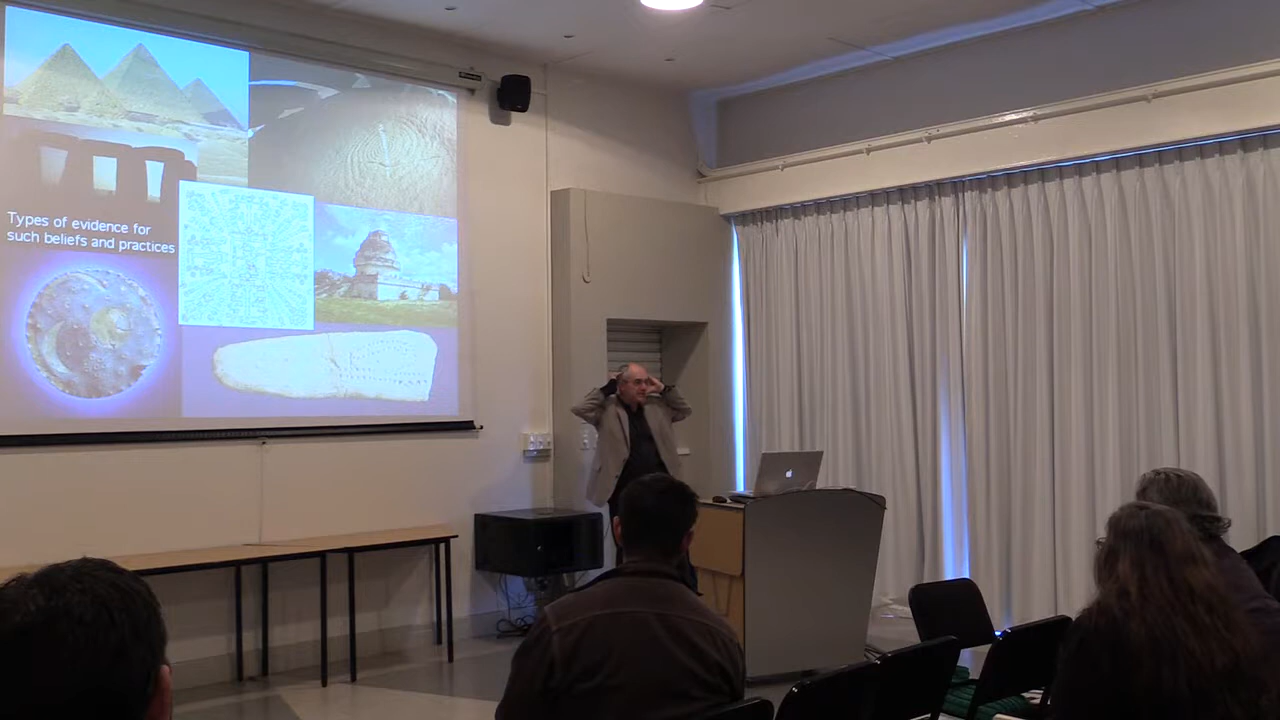 Types of evidence for
such beliefs and practices